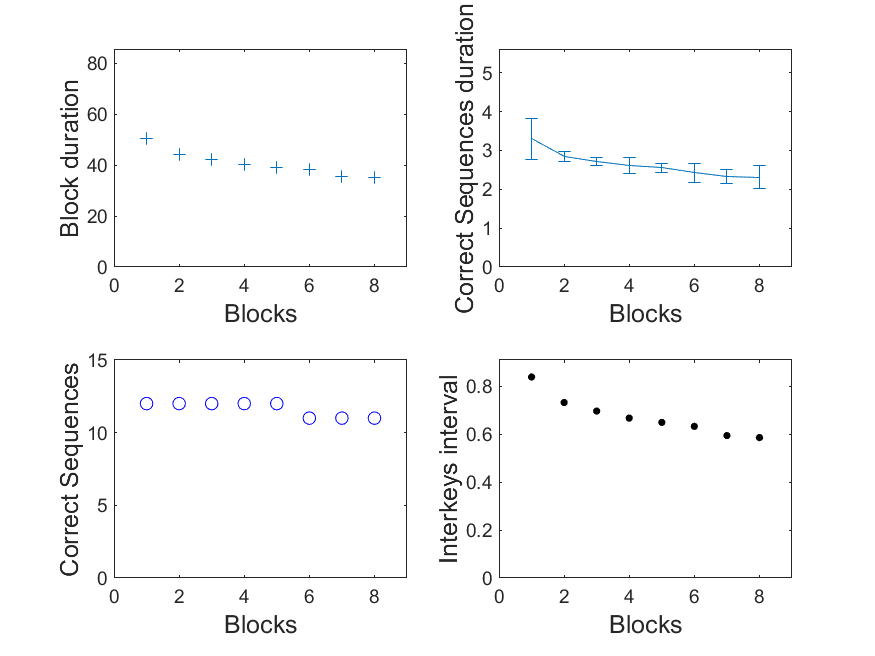 Block duration
80
60
40
20
0
0 2 4 6 8
Blocks
Correct Sequences duration
5
4
3
2
1
0
0 2 4 6 8
Blocks
Correct Sequences
15
10
5
0
0 2 4 6 8
Blocks
Interkeys interval
0.8
0.6
0.4
0.2
0
0 2 4 6 8
Blocks